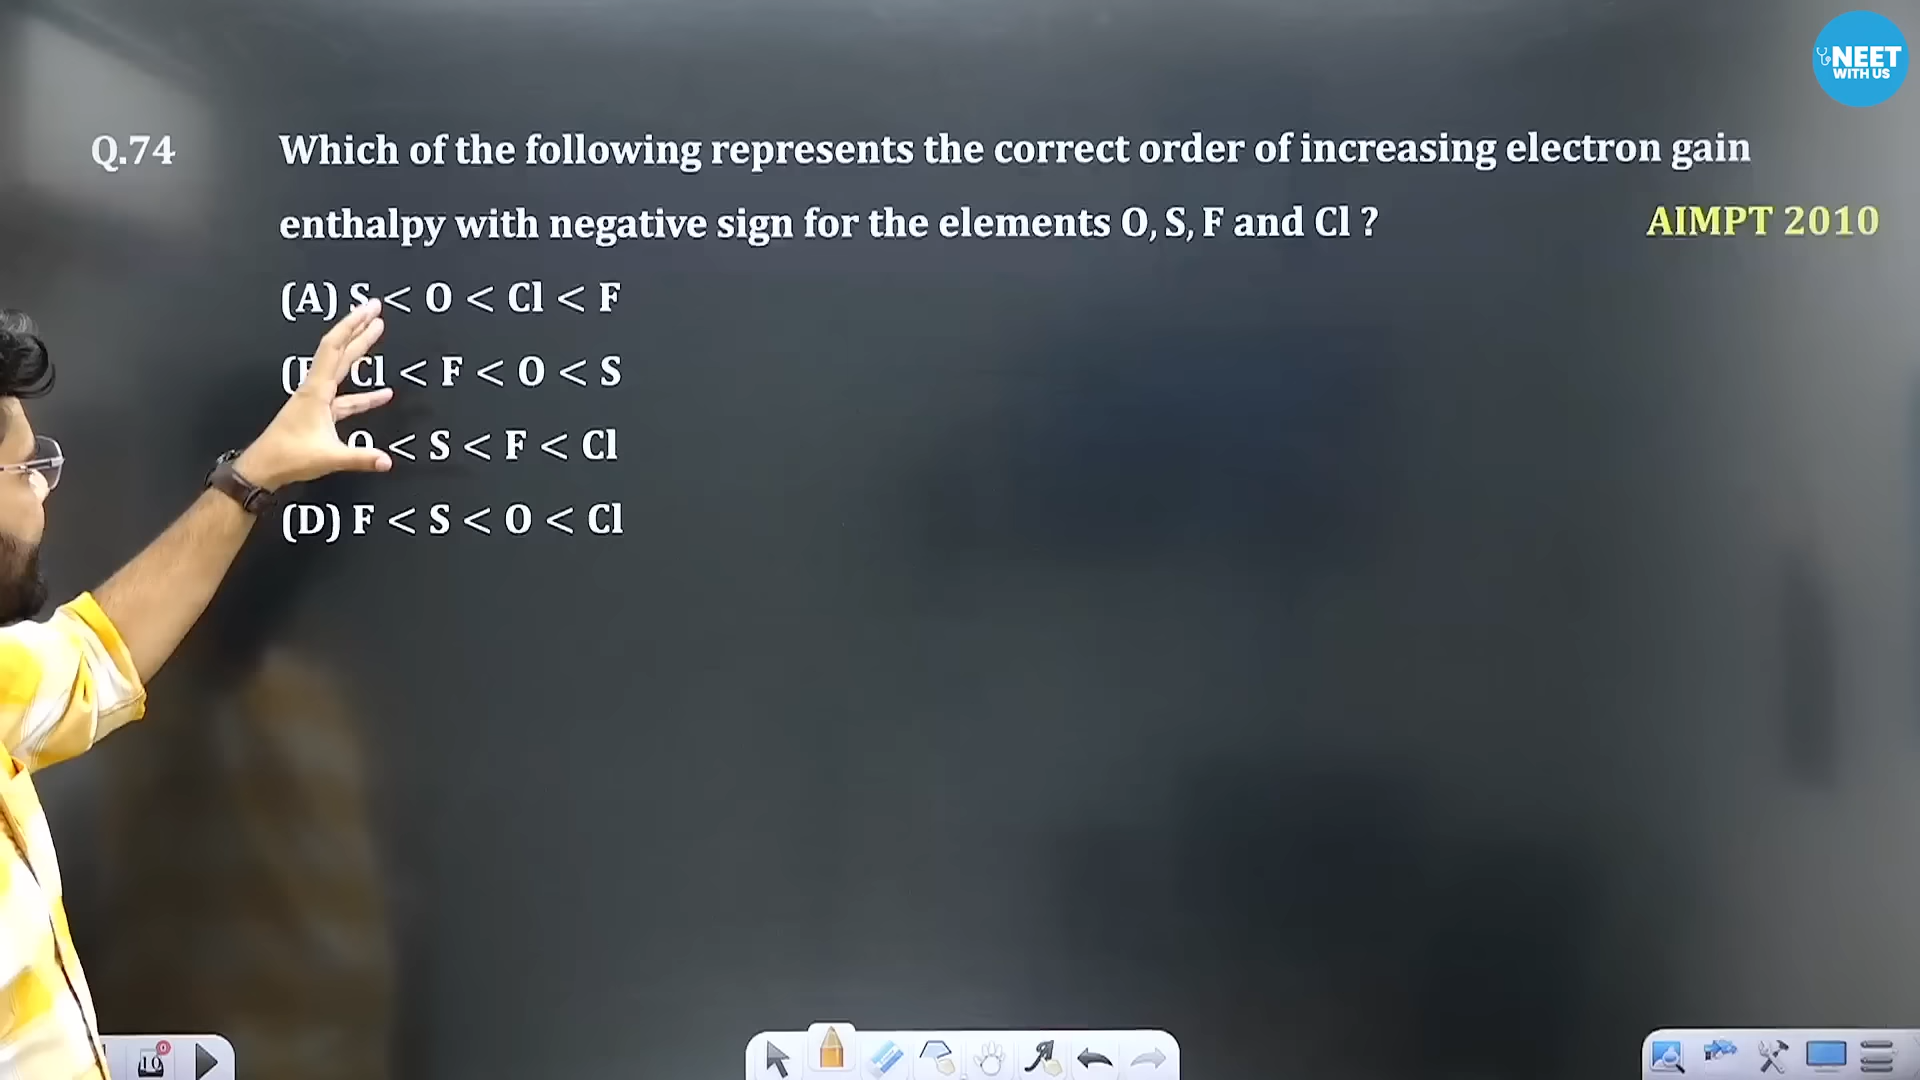 NEET
WITH US
Q.74 Which of the following represents the correct order of increasing electron gain
enthalpy with negative sign for the elements O, S, F and Cl ? AIMPT 2010
(A) S < O < Cl < F
Cl < F < O < S
O < S < F < Cl
(D) F < S < O < Cl
10